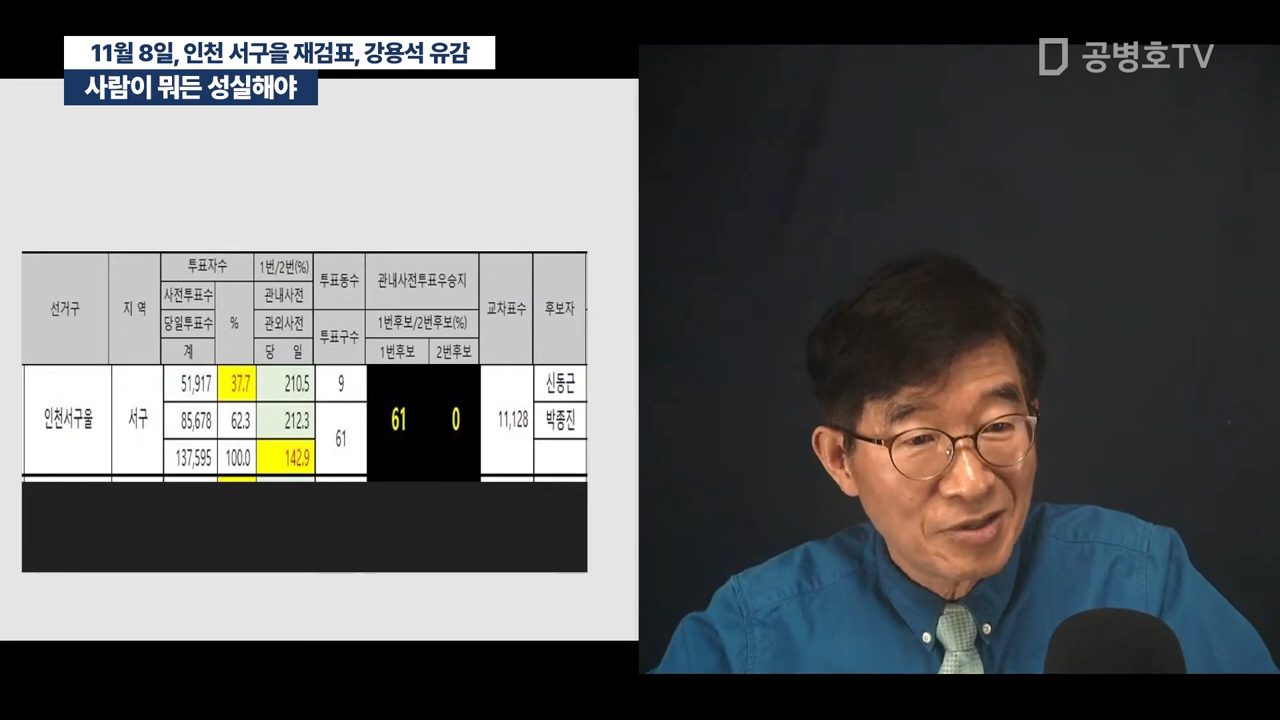 11월 8일, 인천 서구을 재검표, 강용석 유감
사람이 뭐든 성실해야
공병호TV
선거구 지 역 투표자수 1번/2번(%) 투표동수 관내사전투표우승지 교차표수 후보자
사전투표수 % 관내사전
당일투표수 관외사전 투표구수 1번후보/2번후보(%)
계 당 일 1번후보 2번후보
인천서구을 서구 51,917 37.7 210.5 9 61 0 11,128 신동근
85,678 62.3 212.3 61 박종진
137,595 100.0 142.9